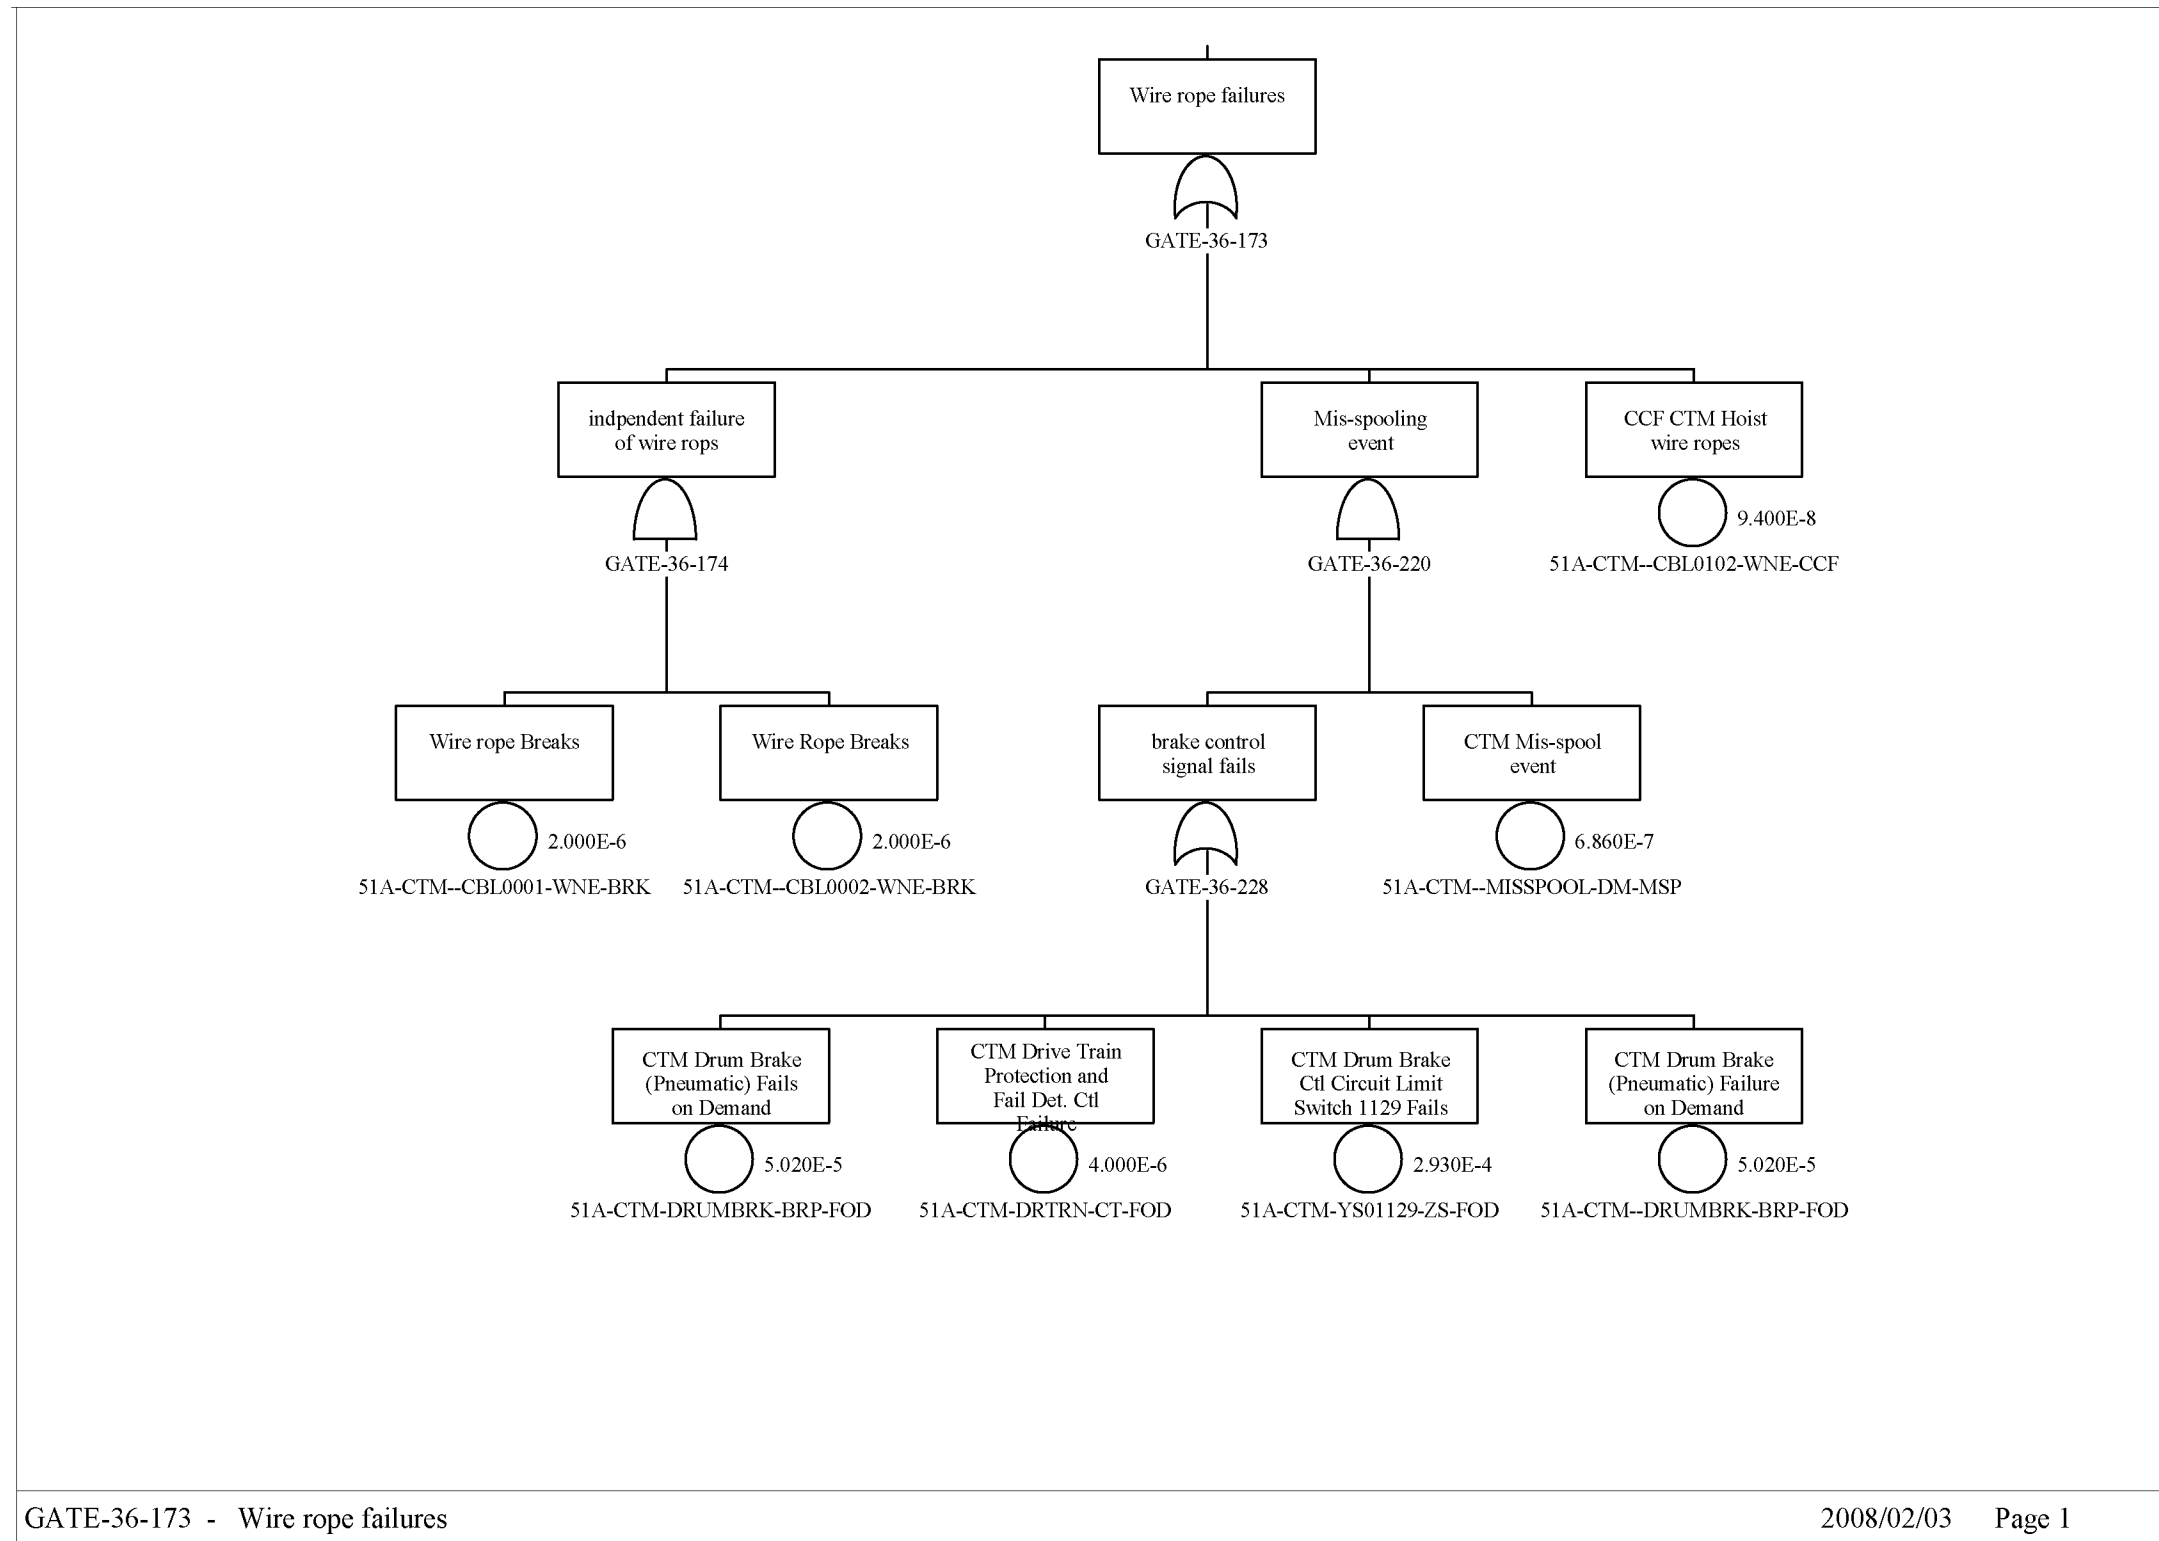 Wire rope failures
GATE-36-173
indpendent failure
of wire rops
GATE-36-174
Mis-spooling
event
GATE-36-220
CCF CTM Hoist
wire ropes
9.400E-8
51A-CTM--CBL0102-WNE-CCF
Wire rope Breaks
2.000E-6
51A-CTM--CBL0001-WNE-BRK
Wire Rope Breaks
2.000E-6
51A-CTM--CBL0002-WNE-BRK
brake control
signal fails
GATE-36-228
CTM Mis-spool
event
6.860E-7
51A-CTM--MISSPOOL-DM-MSP
CTM Drum Brake
(Pneumatic) Fails
on Demand
5.020E-5
51A-CTM-DRUMBRK-BRP-FOD
CTM Drive Train
Protection and
Fail Det. Ctl
Failure
4.000E-6
51A-CTM-DRTRN-CT-FOD
CTM Drum Brake
Ctl Circuit Limit
Switch 1129 Fails
2.930E-4
51A-CTM-YS01129-ZS-FOD
CTM Drum Brake
(Pneumatic) Failure
on Demand
5.020E-5
51A-CTM--DRUMBRK-BRP-FOD
GATE-36-173 - Wire rope failures
2008/02/03 Page 1